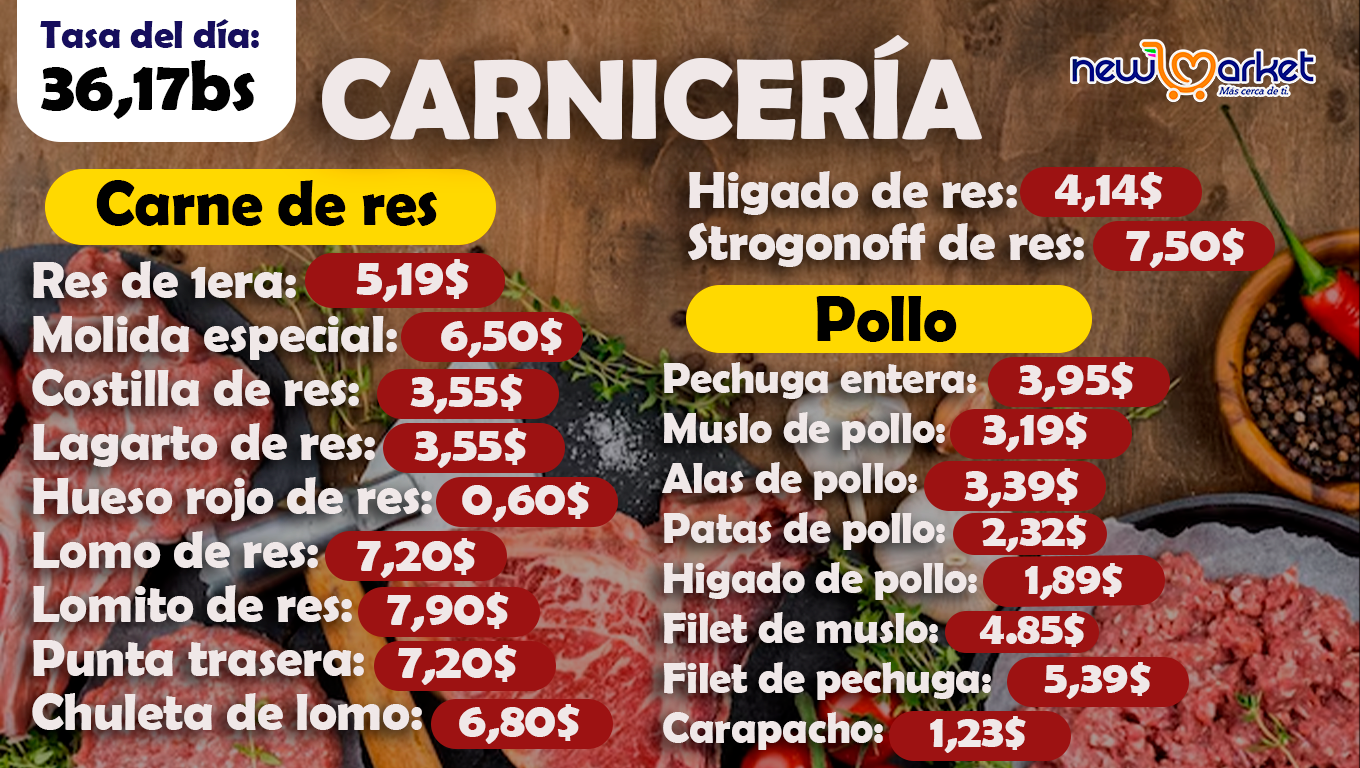 Tasa del día:
36,17bs
CARNICERÍA
new market
Más cerca de ti.
Carne de res
Res de 1era: 5,19$
Molida especial: 6,50$
Costilla de res: 3,55$
Lagarto de res: 3,55$
Hueso rojo de res: 0,60$
Lomo de res: 7,20$
Lomito de res: 7,90$
Punta trasera: 7,20$
Chuleta de lomo: 6,80$
Higado de res: 4,14$
Strogonoff de res: 7,50$
Pollo
Pechuga entera: 3,95$
Muslo de pollo: 3,19$
Alas de pollo: 3,39$
Patas de pollo: 2,32$
Higado de pollo: 1,89$
Filet de muslo: 4.85$
Filet de pechuga: 5,39$
Carapacho: 1,23$